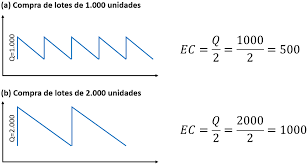 (a) Compra de lotes de 1.000 unidades
Q=1.000
EC = Q/2 = 1000/2 = 500
(b) Compra de lotes de 2.000 unidades
Q=2.000
EC = Q/2 = 2000/2 = 1000